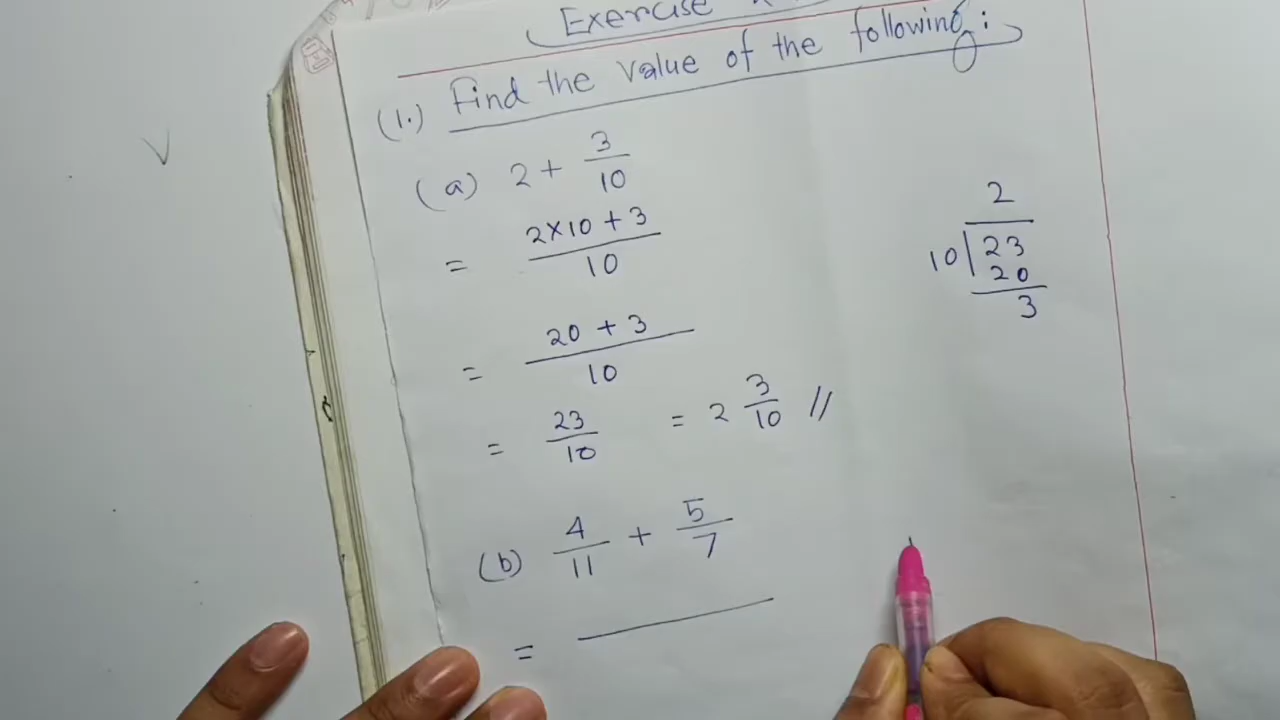 Exercise
(1.) Find the value of the following:
(a) 2 + 3/10
= (2×10 + 3)/10
= (20 + 3)/10
= 23/10 = 2 3/10 //
(b) 4/11 + 5/7
=
2
10 | 23
20
3